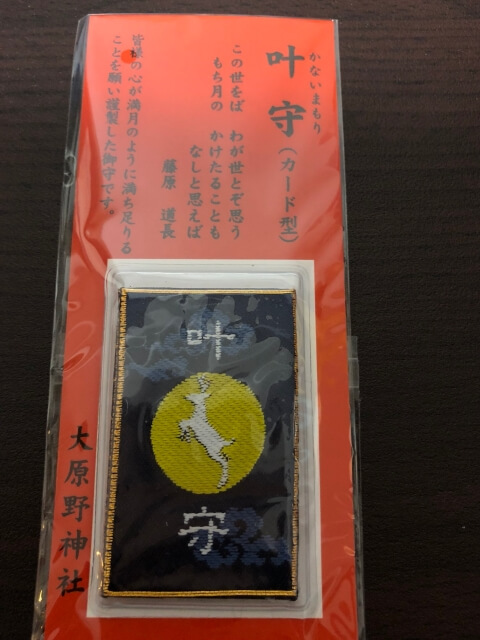 かないまもり
叶守(カード型)
この世をば わが世とぞ思う
もち月の かけたることも
なしと思えば
藤原 道長
皆様の心が満月のように満ち足りる
ことを願い謹製した御守です。
大原野神社
叶
守